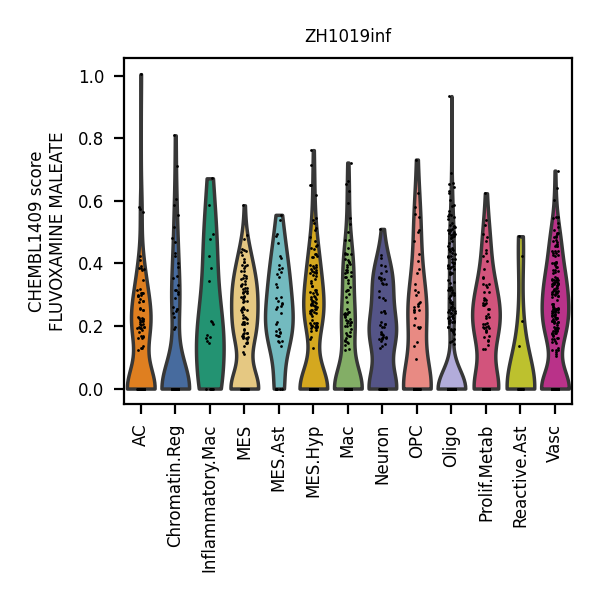 ZH1019inf
CHEMBL1409 score
FLUVOXAMINE MALEATE
1.0
0.8
0.6
0.4
0.2
0.0
AC
Chromatin.Reg
Inflammatory.Mac
MES
MES.Ast
MES.Hyp
Mac
Neuron
OPC
Oligo
Prolif.Metab
Reactive.Ast
Vasc